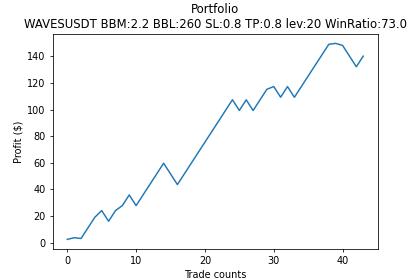 Portfolio
WAVESUSDT BBM:2.2 BBL:260 SL:0.8 TP:0.8 lev:20 WinRatio:73.0
140
120
100
80
60
40
20
0
Profit ($)
0 10 20 30 40
Trade counts